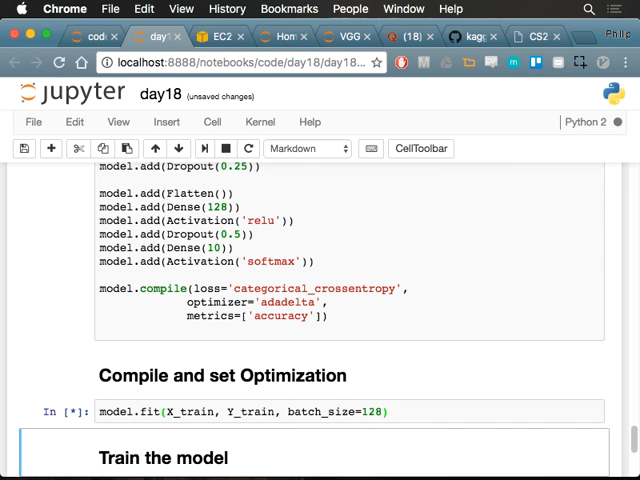 Chrome File Edit View History Bookmarks People Window Help
cod day1 EC2 Hom VGG (18) kagg CS2 Philip
localhost:8888/notebooks/code/day18/day18...
jupyter day18 (unsaved changes)
File Edit View Insert Cell Kernel Help Python 2
Markdown CellToolbar
model.add(Dropout(0.25)
model.add(Flatten())
model.add(Dense(128))
model.add(Activation('relu'))
model.add(Dropout(0.5))
model.add(Dense(10))
model.add(Activation('softmax'))
model.compile(loss='categorical_crossentropy',
optimizer='adadelta',
metrics=['accuracy'])
Compile and set Optimization
In [*]: model.fit(X_train, Y_train, batch_size=128)
Train the model